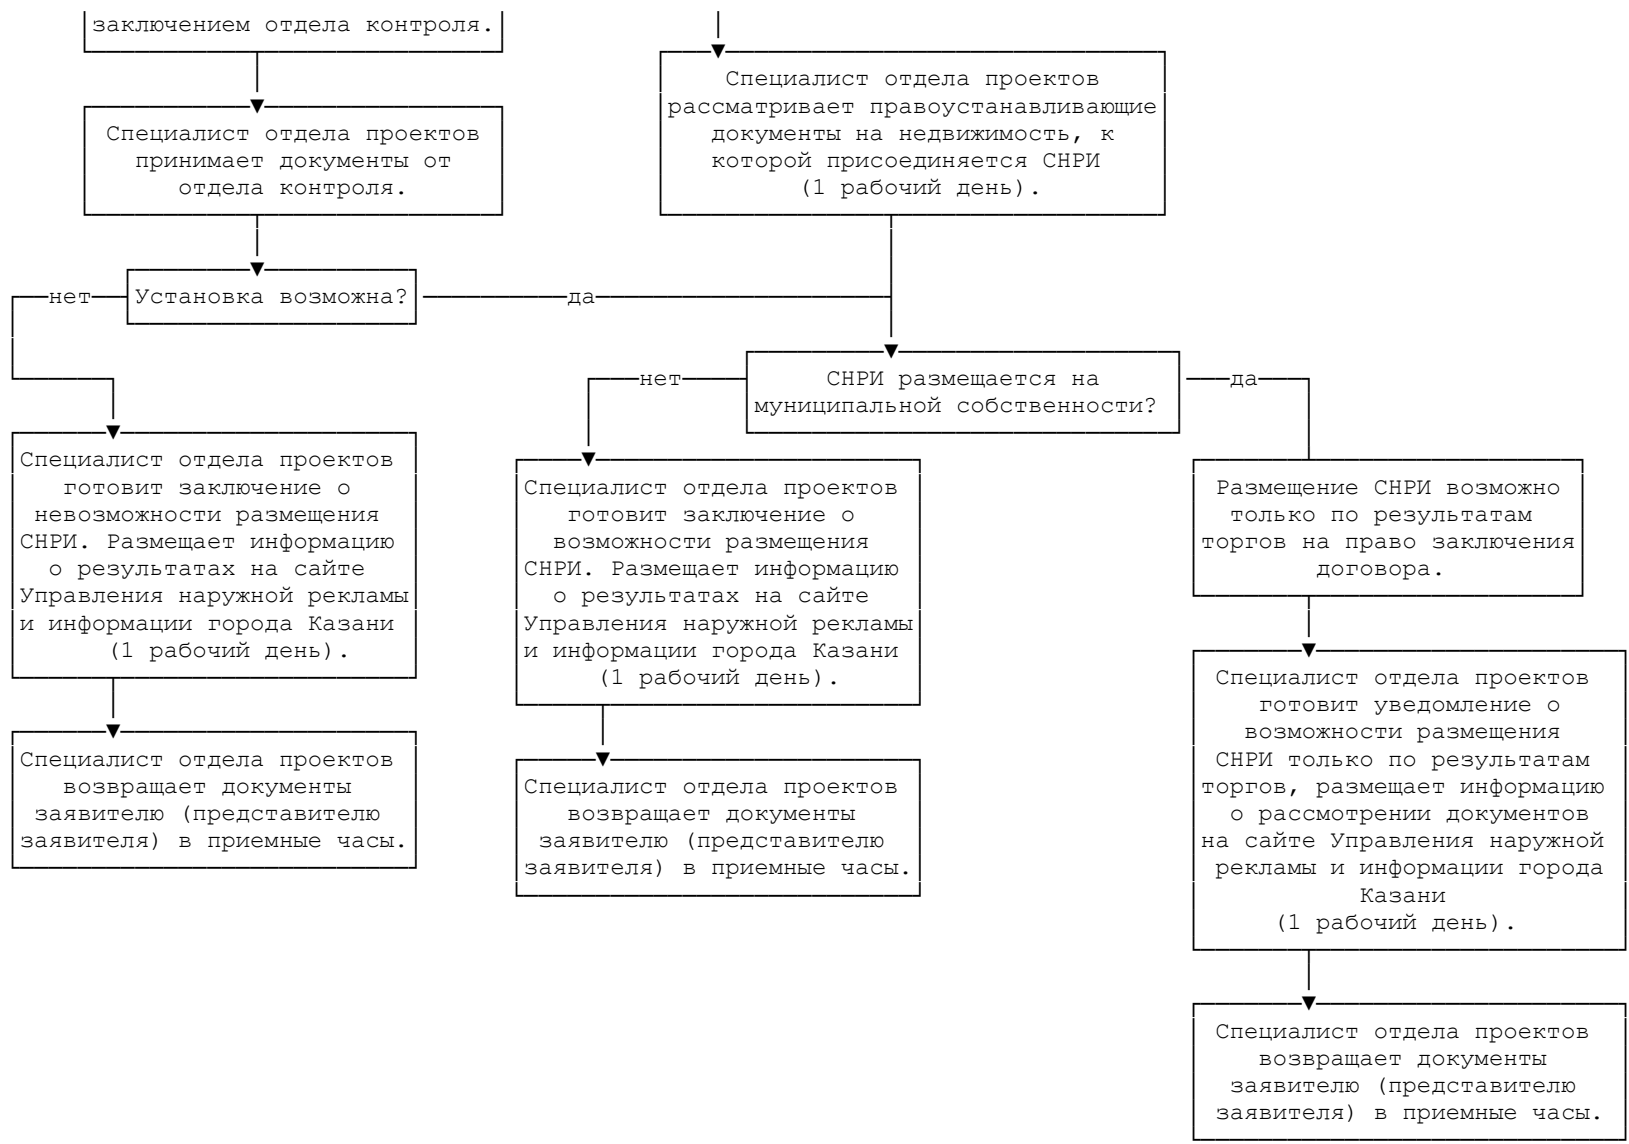 заключением отдела контроля.
Специалист отдела проектов
рассматривает правоустанавливающие
документы на недвижимость, к
которой присоединяется СНРИ
(1 рабочий день).
Специалист отдела проектов
принимает документы от
отдела контроля.
нет
Установка возможна?
да
нет
СНРИ размещается на
муниципальной собственности?
да
Специалист отдела проектов
готовит заключение о
невозможности размещения
СНРИ. Размещает информацию
о результатах на сайте
Управления наружной рекламы
и информации города Казани
(1 рабочий день).
Специалист отдела проектов
готовит заключение о
возможности размещения
СНРИ. Размещает информацию
о результатах на сайте
Управления наружной рекламы
и информации города Казани
(1 рабочий день).
Размещение СНРИ возможно
только по результатам
торгов на право заключения
договора.
Специалист отдела проектов
готовит уведомление о
возможности размещения
СНРИ только по результатам
торгов, размещает информацию
о рассмотрении документов
на сайте Управления наружной
рекламы и информации города
Казани
(1 рабочий день).
Специалист отдела проектов
возвращает документы
заявителю (представителю
заявителя) в приемные часы.
Специалист отдела проектов
возвращает документы
заявителю (представителю
заявителя) в приемные часы.
Специалист отдела проектов
возвращает документы
заявителю (представителю
заявителя) в приемные часы.